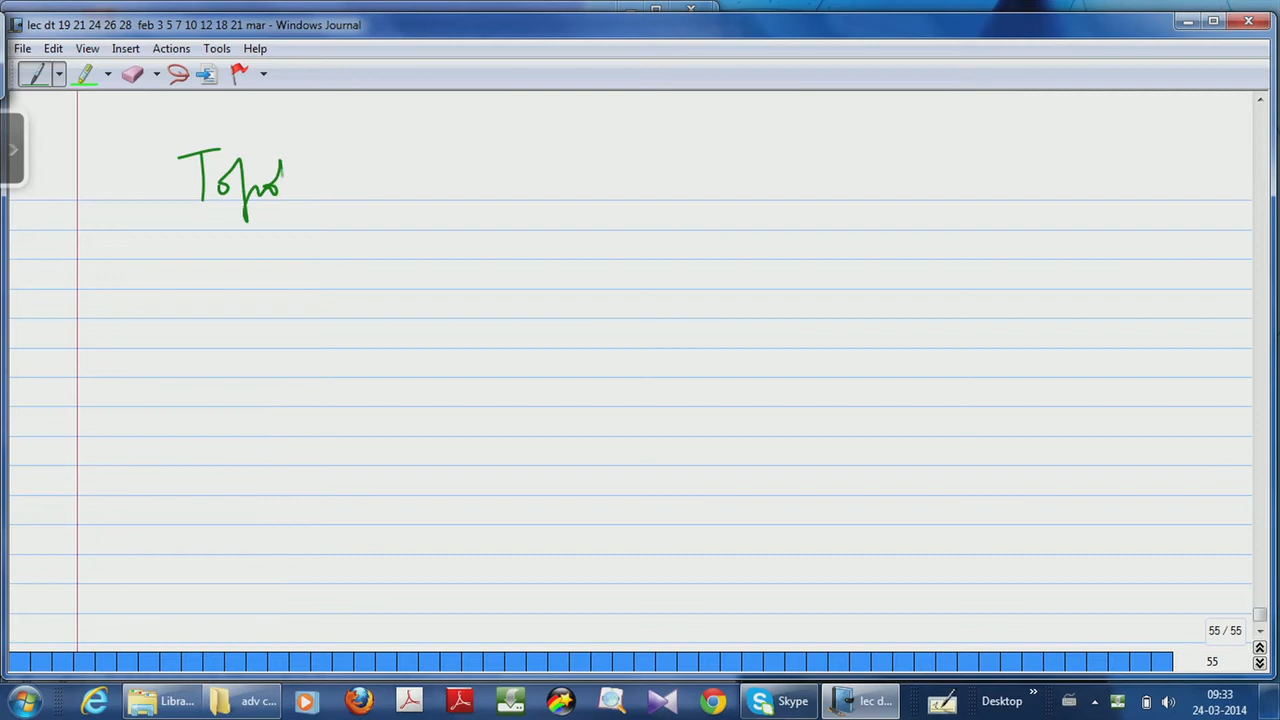 lec dt 19 21 24 26 28 feb 3 5 7 10 12 18 21 mar - Windows Journal
File Edit View Insert Actions Tools Help
Topo
55 / 55
55
Libra... adv c... Skype lec d... Desktop
09:33
24-03-2014